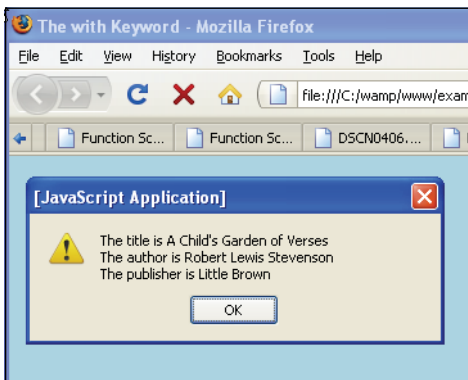 The with Keyword - Mozilla Firefox
File Edit View History Bookmarks Tools Help
file:///C:/wamp/www/exam
Function Sc... Function Sc... DSCN0406....
[JavaScript Application]
The title is A Child's Garden of Verses
The author is Robert Lewis Stevenson
The publisher is Little Brown
OK